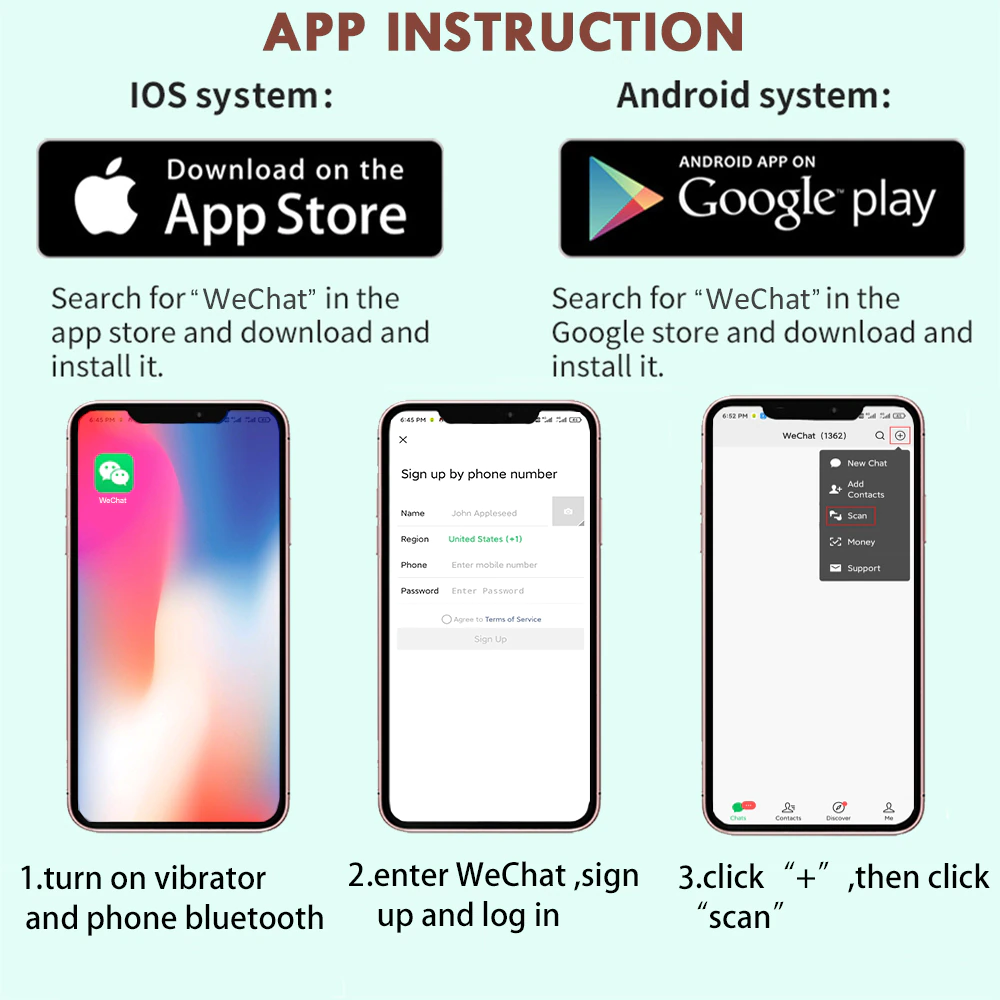 APP INSTRUCTION
IOS system:
Android system:
Download on the
App Store
ANDROID APP ON
Google™ play
Search for “WeChat” in the
app store and download and
install it.
Search for “WeChat” in the
Google store and download and
install it.
6:45 PM
WeChat
6:45 PM
Sign up by phone number
Name John Appleseed
Region United States (+1)
Phone Enter mobile number
Password Enter Password
Agree to Terms of Service
Sign Up
6:52 PM
WeChat (1362)
New Chat
Add
Contacts
Scan
Money
Support
Chats Contacts Discover Me
1.turn on vibrator
and phone bluetooth
2.enter WeChat ,sign
up and log in
3.click “+” ,then click
“scan”